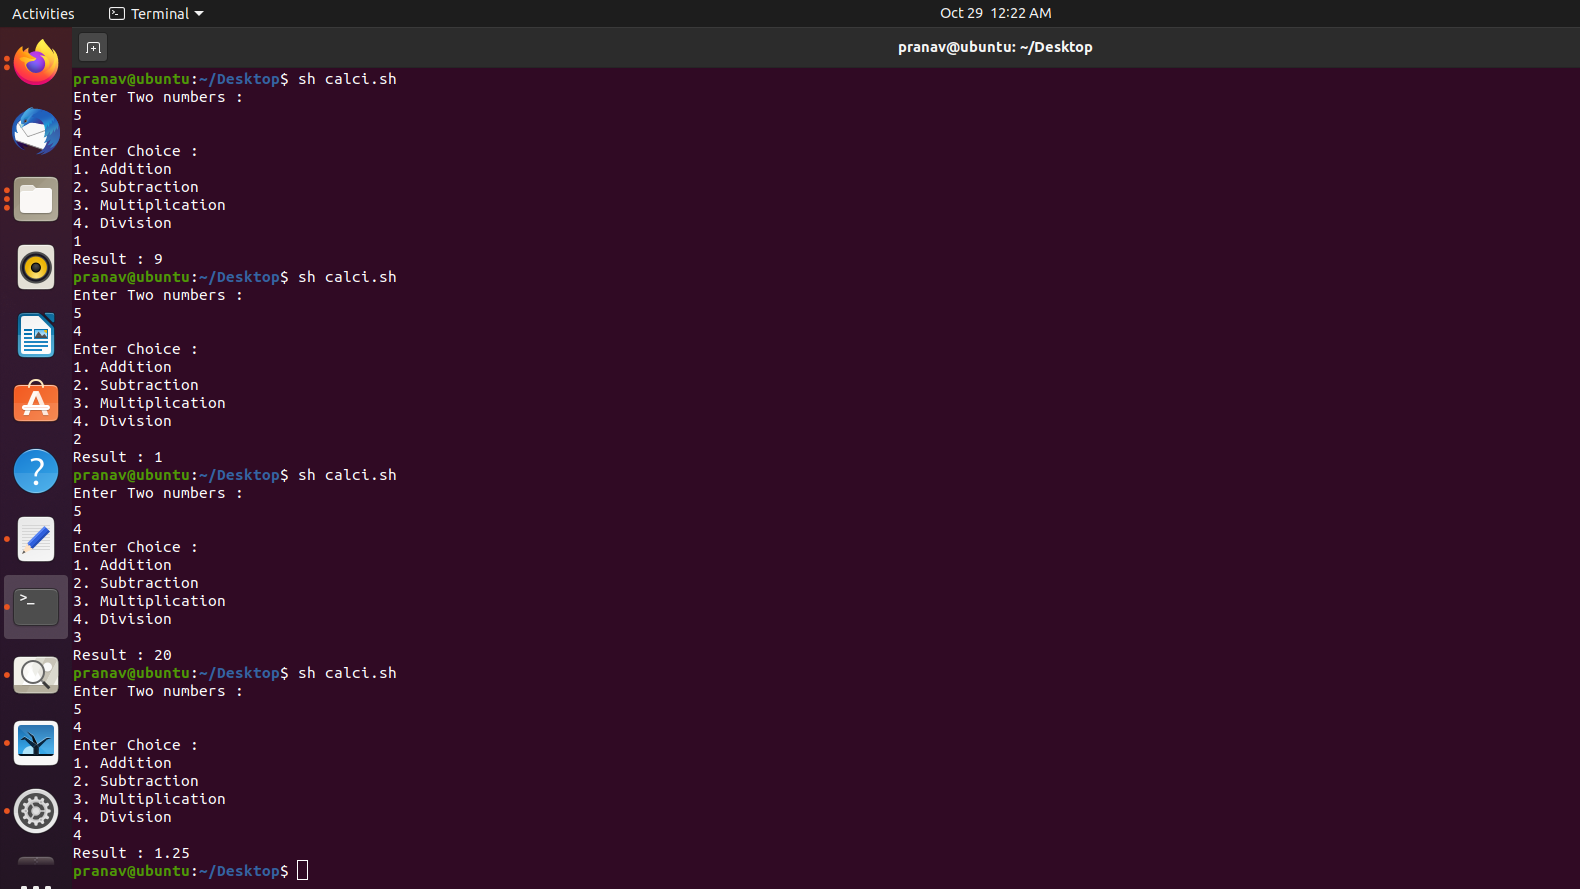 Activities Terminal Oct 29 12:22 AM
pranav@ubuntu: ~/Desktop
pranav@ubuntu:~/Desktop$ sh calci.sh
Enter Two numbers :
5
4
Enter Choice :
1. Addition
2. Subtraction
3. Multiplication
4. Division
1
Result : 9
pranav@ubuntu:~/Desktop$ sh calci.sh
Enter Two numbers :
5
4
Enter Choice :
1. Addition
2. Subtraction
3. Multiplication
4. Division
2
Result : 1
pranav@ubuntu:~/Desktop$ sh calci.sh
Enter Two numbers :
5
4
Enter Choice :
1. Addition
2. Subtraction
3. Multiplication
4. Division
3
Result : 20
pranav@ubuntu:~/Desktop$ sh calci.sh
Enter Two numbers :
5
4
Enter Choice :
1. Addition
2. Subtraction
3. Multiplication
4. Division
4
Result : 1.25
pranav@ubuntu:~/Desktop$